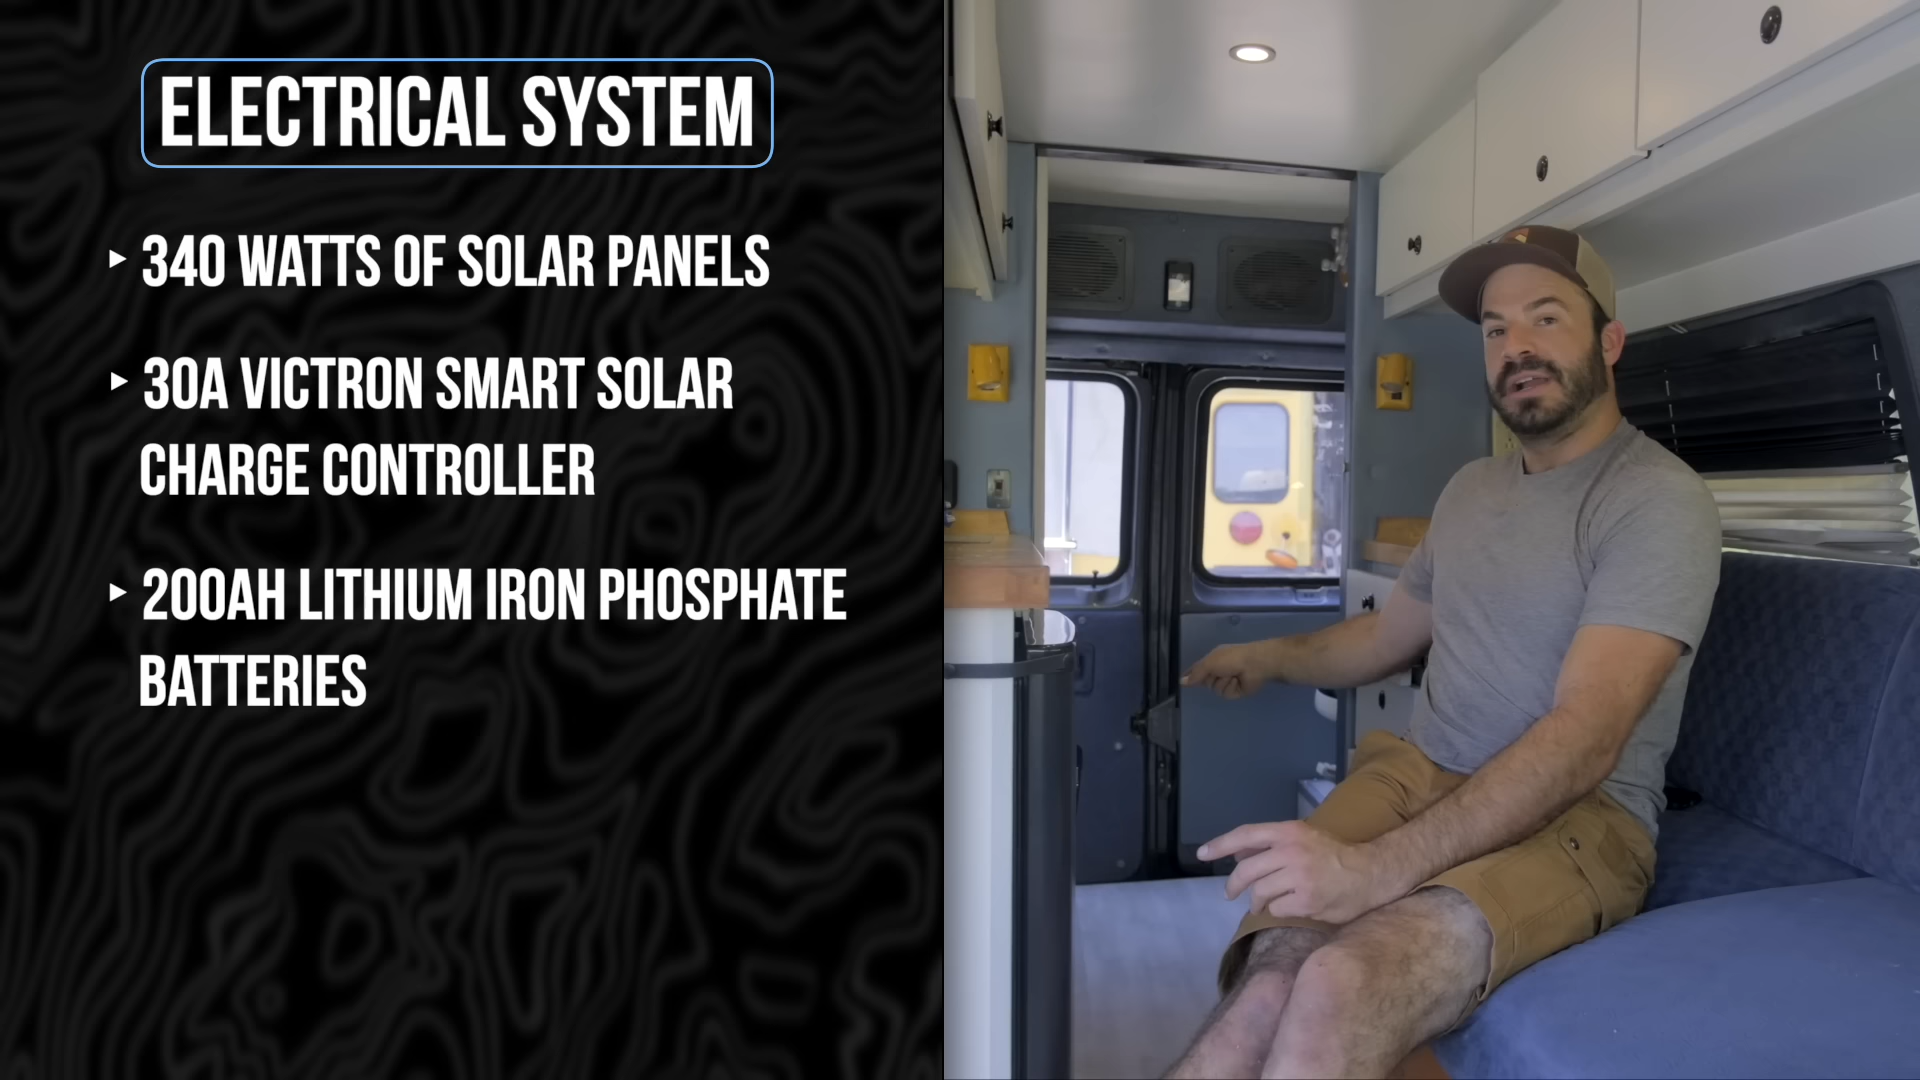 ELECTRICAL SYSTEM
▸ 340 WATTS OF SOLAR PANELS
▸ 30A VICTRON SMART SOLAR
CHARGE CONTROLLER
▸ 200AH LITHIUM IRON PHOSPHATE
BATTERIES